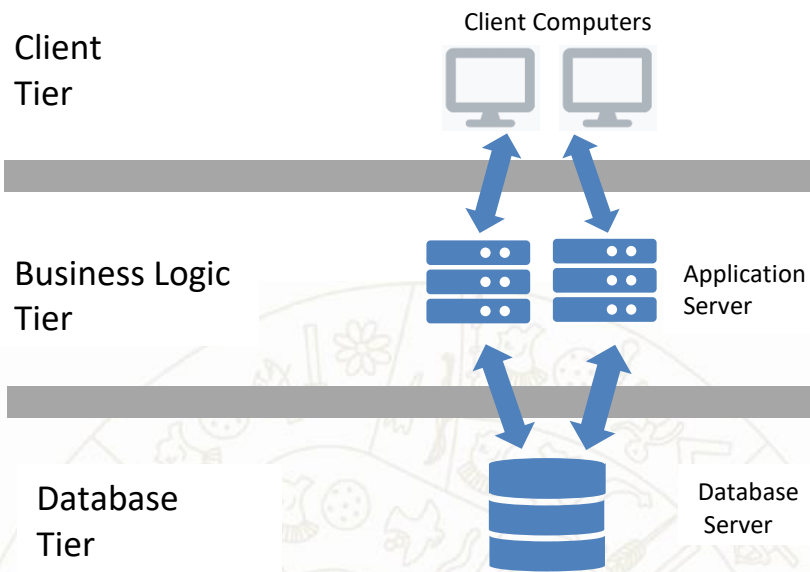 Client Computers
Client
Tier
Business Logic
Tier
Application
Server
Database
Tier
Database
Server